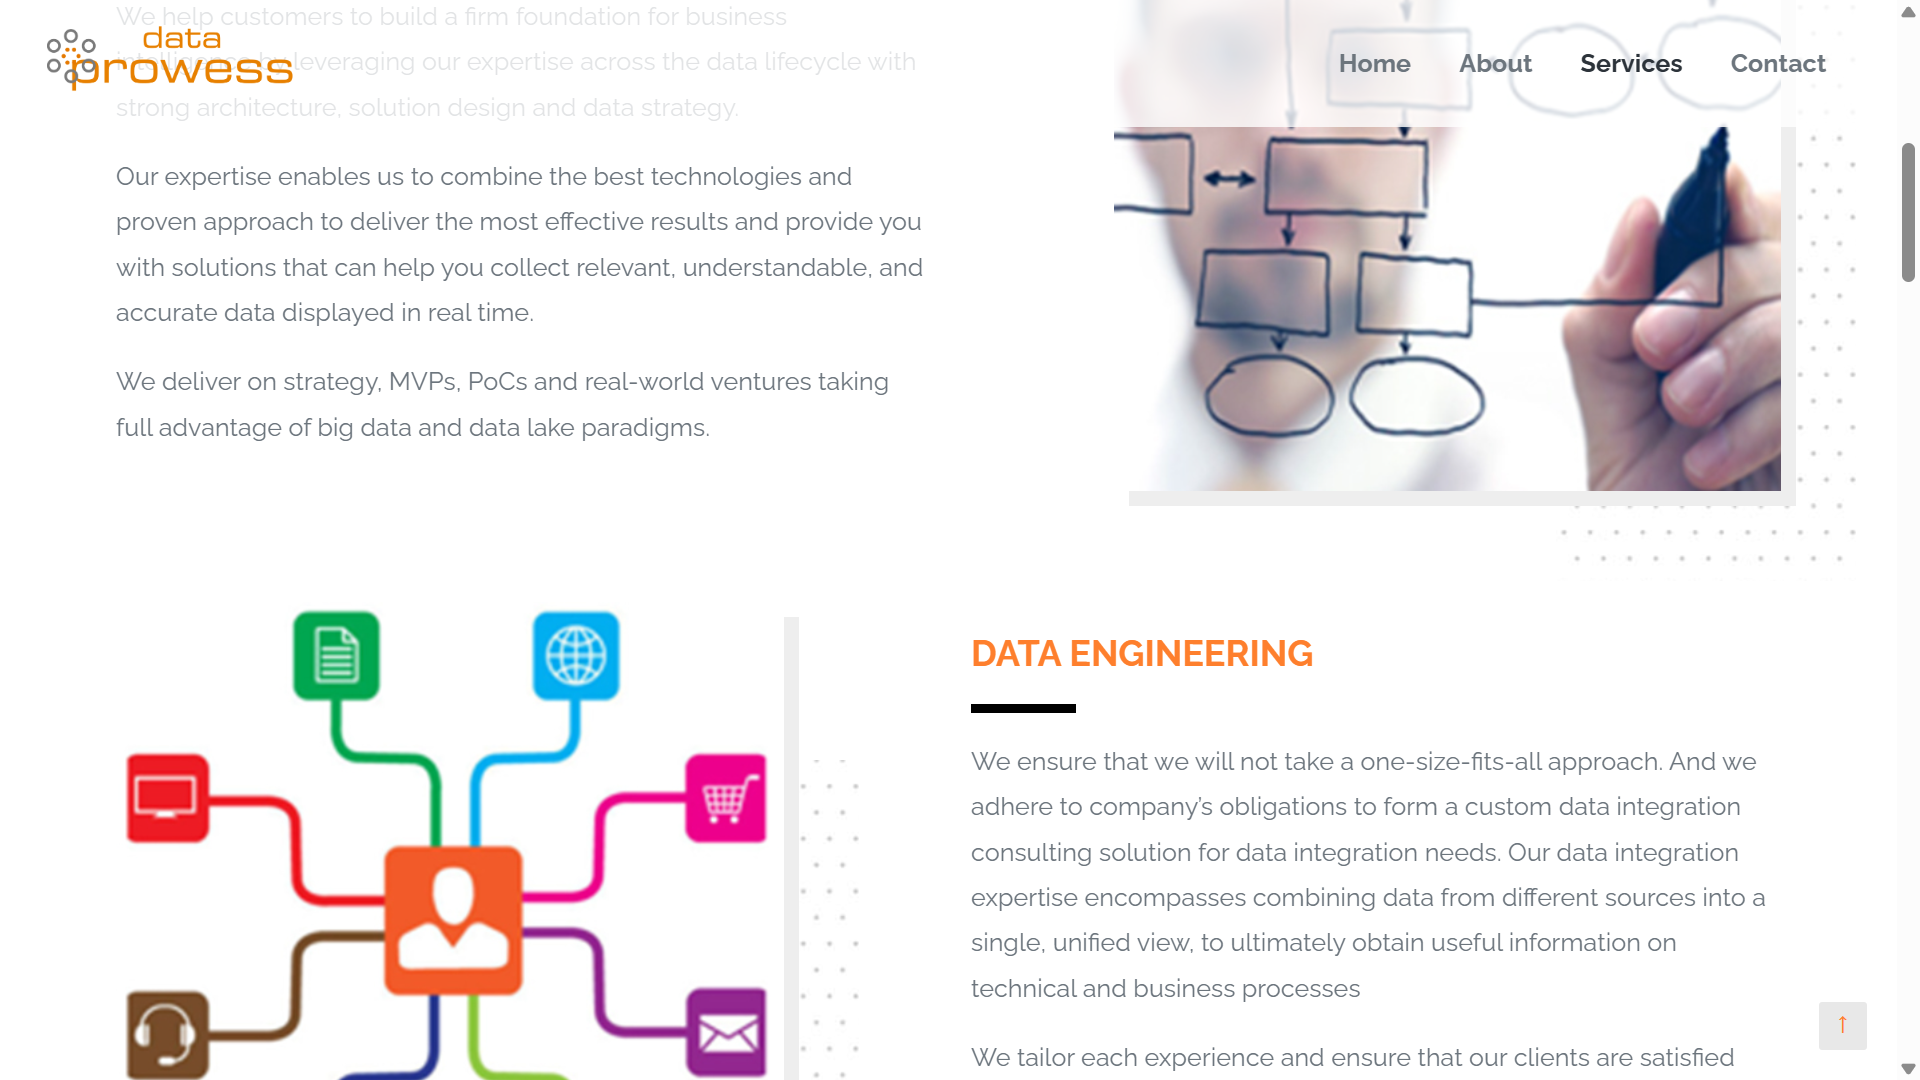 We help customers to build a firm foundation for business
intelligence by leveraging our expertise across the data lifecycle with
strong architecture, solution design and data strategy.
data
prowess
Home
About
Services
Contact
Our expertise enables us to combine the best technologies and
proven approach to deliver the most effective results and provide you
with solutions that can help you collect relevant, understandable, and
accurate data displayed in real time.
We deliver on strategy, MVPs, PoCs and real-world ventures taking
full advantage of big data and data lake paradigms.
DATA ENGINEERING
We ensure that we will not take a one-size-fits-all approach. And we
adhere to company’s obligations to form a custom data integration
consulting solution for data integration needs. Our data integration
expertise encompasses combining data from different sources into a
single, unified view, to ultimately obtain useful information on
technical and business processes
We tailor each experience and ensure that our clients are satisfied